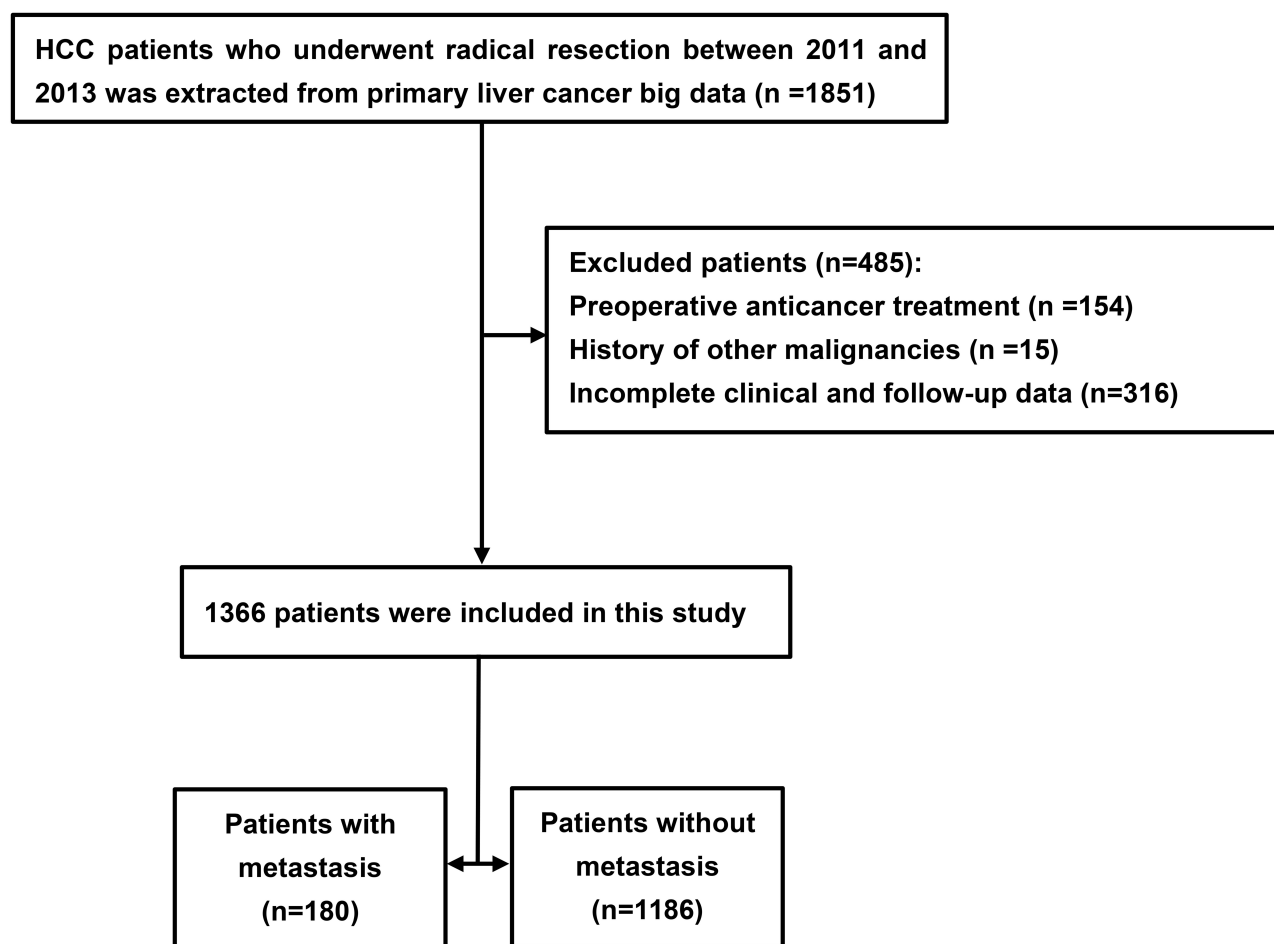 HCC patients who underwent radical resection between 2011 and
2013 was extracted from primary liver cancer big data (n =1851)
Excluded patients (n=485):
Preoperative anticancer treatment (n =154)
History of other malignancies (n =15)
Incomplete clinical and follow-up data (n=316)
1366 patients were included in this study
Patients with
metastasis
(n=180)
Patients without
metastasis
(n=1186)